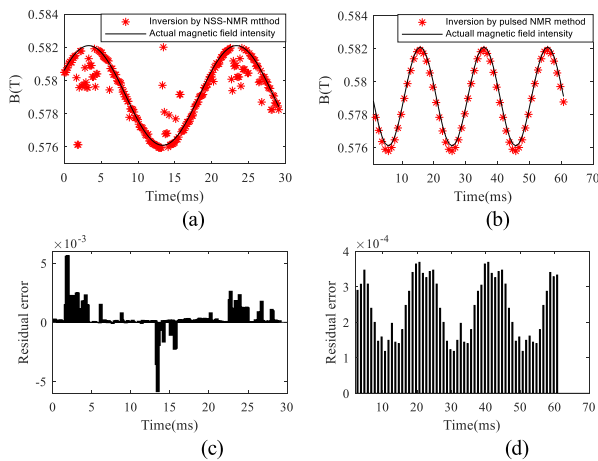 Inversion by NSS-NMR mtthod
Actual magnetic field intensity
B(T)
0.584
0.582
0.58
0.578
0.576
0 5 10 15 20 25 30
Time(ms)
(a)
Inversion by pulsed NMR method
Actuall magnetic field intensity
B(T)
0.584
0.582
0.58
0.578
0.576
10 20 30 40 50 60 70
Time(ms)
(b)
×10⁻³
Residual error
5
0
-5
0 5 10 15 20 25 30
Time(ms)
(c)
×10⁻⁴
Residual error
4
3
2
1
0
10 20 30 40 50 60 70
Time(ms)
(d)